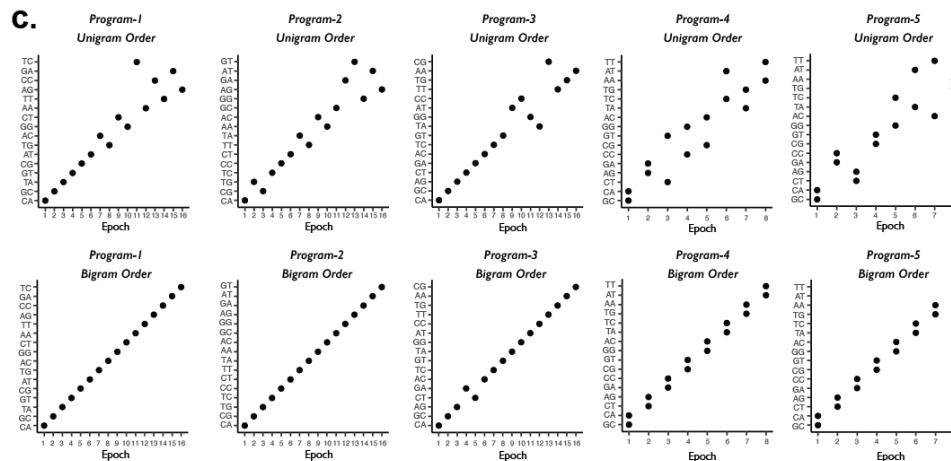 C.
Program-1
Unigram Order
TC
GA
CC
AG
TT
AA
CT
GG
AC
TG
AT
CG
GT
TA
GC
CA
1 2 3 4 5 6 7 8 9 10 11 12 13 14 15 16
Epoch
Program-2
Unigram Order
GT
AT
GA
AG
GG
GC
AC
AA
TA
TT
CT
CC
TC
TG
CG
CA
1 2 3 4 5 6 7 8 9 10 11 12 13 14 15 16
Epoch
Program-3
Unigram Order
CG
AA
TG
TT
CC
AT
GG
TA
GT
TC
AC
GA
CT
AG
GC
CA
1 2 3 4 5 6 7 8 9 10 11 12 13 14 15 16
Epoch
Program-4
Unigram Order
TT
AT
AA
TG
TC
TA
AC
GG
GT
CG
CC
GA
AG
CT
CA
GC
1 2 3 4 5 6 7 8
Epoch
Program-5
Unigram Order
TT
AT
AA
TG
TC
TA
AC
GG
GT
CG
CC
GA
AG
CT
CA
GC
1 2 3 4 5 6 7
Epoch
Program-1
Bigram Order
TC
GA
CC
AG
TT
AA
CT
GG
AC
TG
AT
CG
GT
TA
GC
CA
1 2 3 4 5 6 7 8 9 10 11 12 13 14 15 16
Epoch
Program-2
Bigram Order
GT
AT
GA
AG
GG
GC
AC
AA
TA
TT
CT
CC
TC
TG
CG
CA
1 2 3 4 5 6 7 8 9 10 11 12 13 14 15 16
Epoch
Program-3
Bigram Order
CG
AA
TG
TT
CC
AT
GG
TA
GT
TC
AC
GA
CT
AG
GC
CA
1 2 3 4 5 6 7 8 9 10 11 12 13 14 15 16
Epoch
Program-4
Bigram Order
TT
AT
AA
TG
TC
TA
AC
GG
GT
CG
CC
GA
AG
CT
CA
GC
1 2 3 4 5 6 7 8
Epoch
Program-5
Bigram Order
TT
AT
AA
TG
TC
TA
AC
GG
GT
CG
CC
GA
AG
CT
CA
GC
1 2 3 4 5 6 7
Epoch